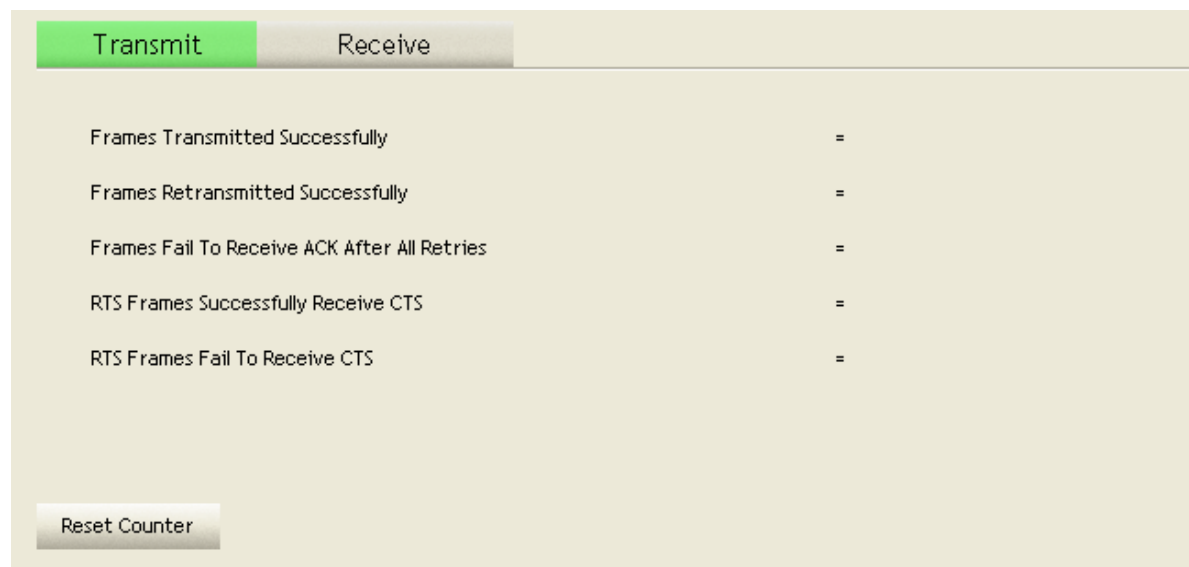 Transmit Receive
Frames Transmitted Successfully =
Frames Retransmitted Successfully =
Frames Fail To Receive ACK After All Retries =
RTS Frames Successfully Receive CTS =
RTS Frames Fail To Receive CTS =
Reset Counter